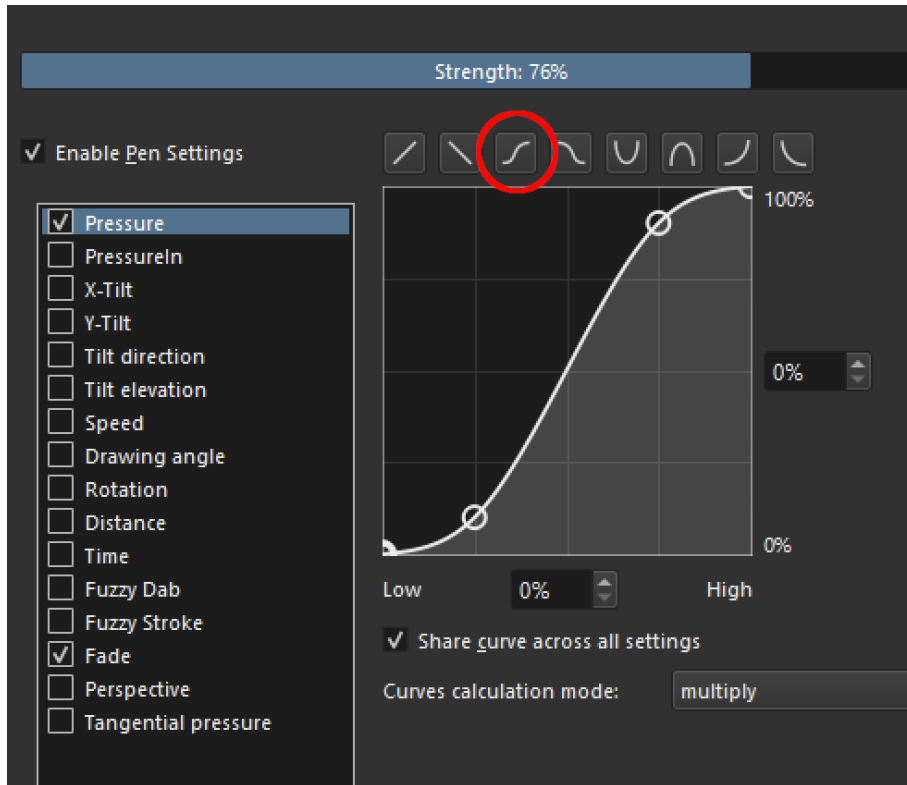 Strength: 76%
Enable Pen Settings
Pressure
PressureIn
X-Tilt
Y-Tilt
Tilt direction
Tilt elevation
Speed
Drawing angle
Rotation
Distance
Time
Fuzzy Dab
Fuzzy Stroke
Fade
Perspective
Tangential pressure
100%
0%
0%
Low 0% High
Share curve across all settings
Curves calculation mode: multiply